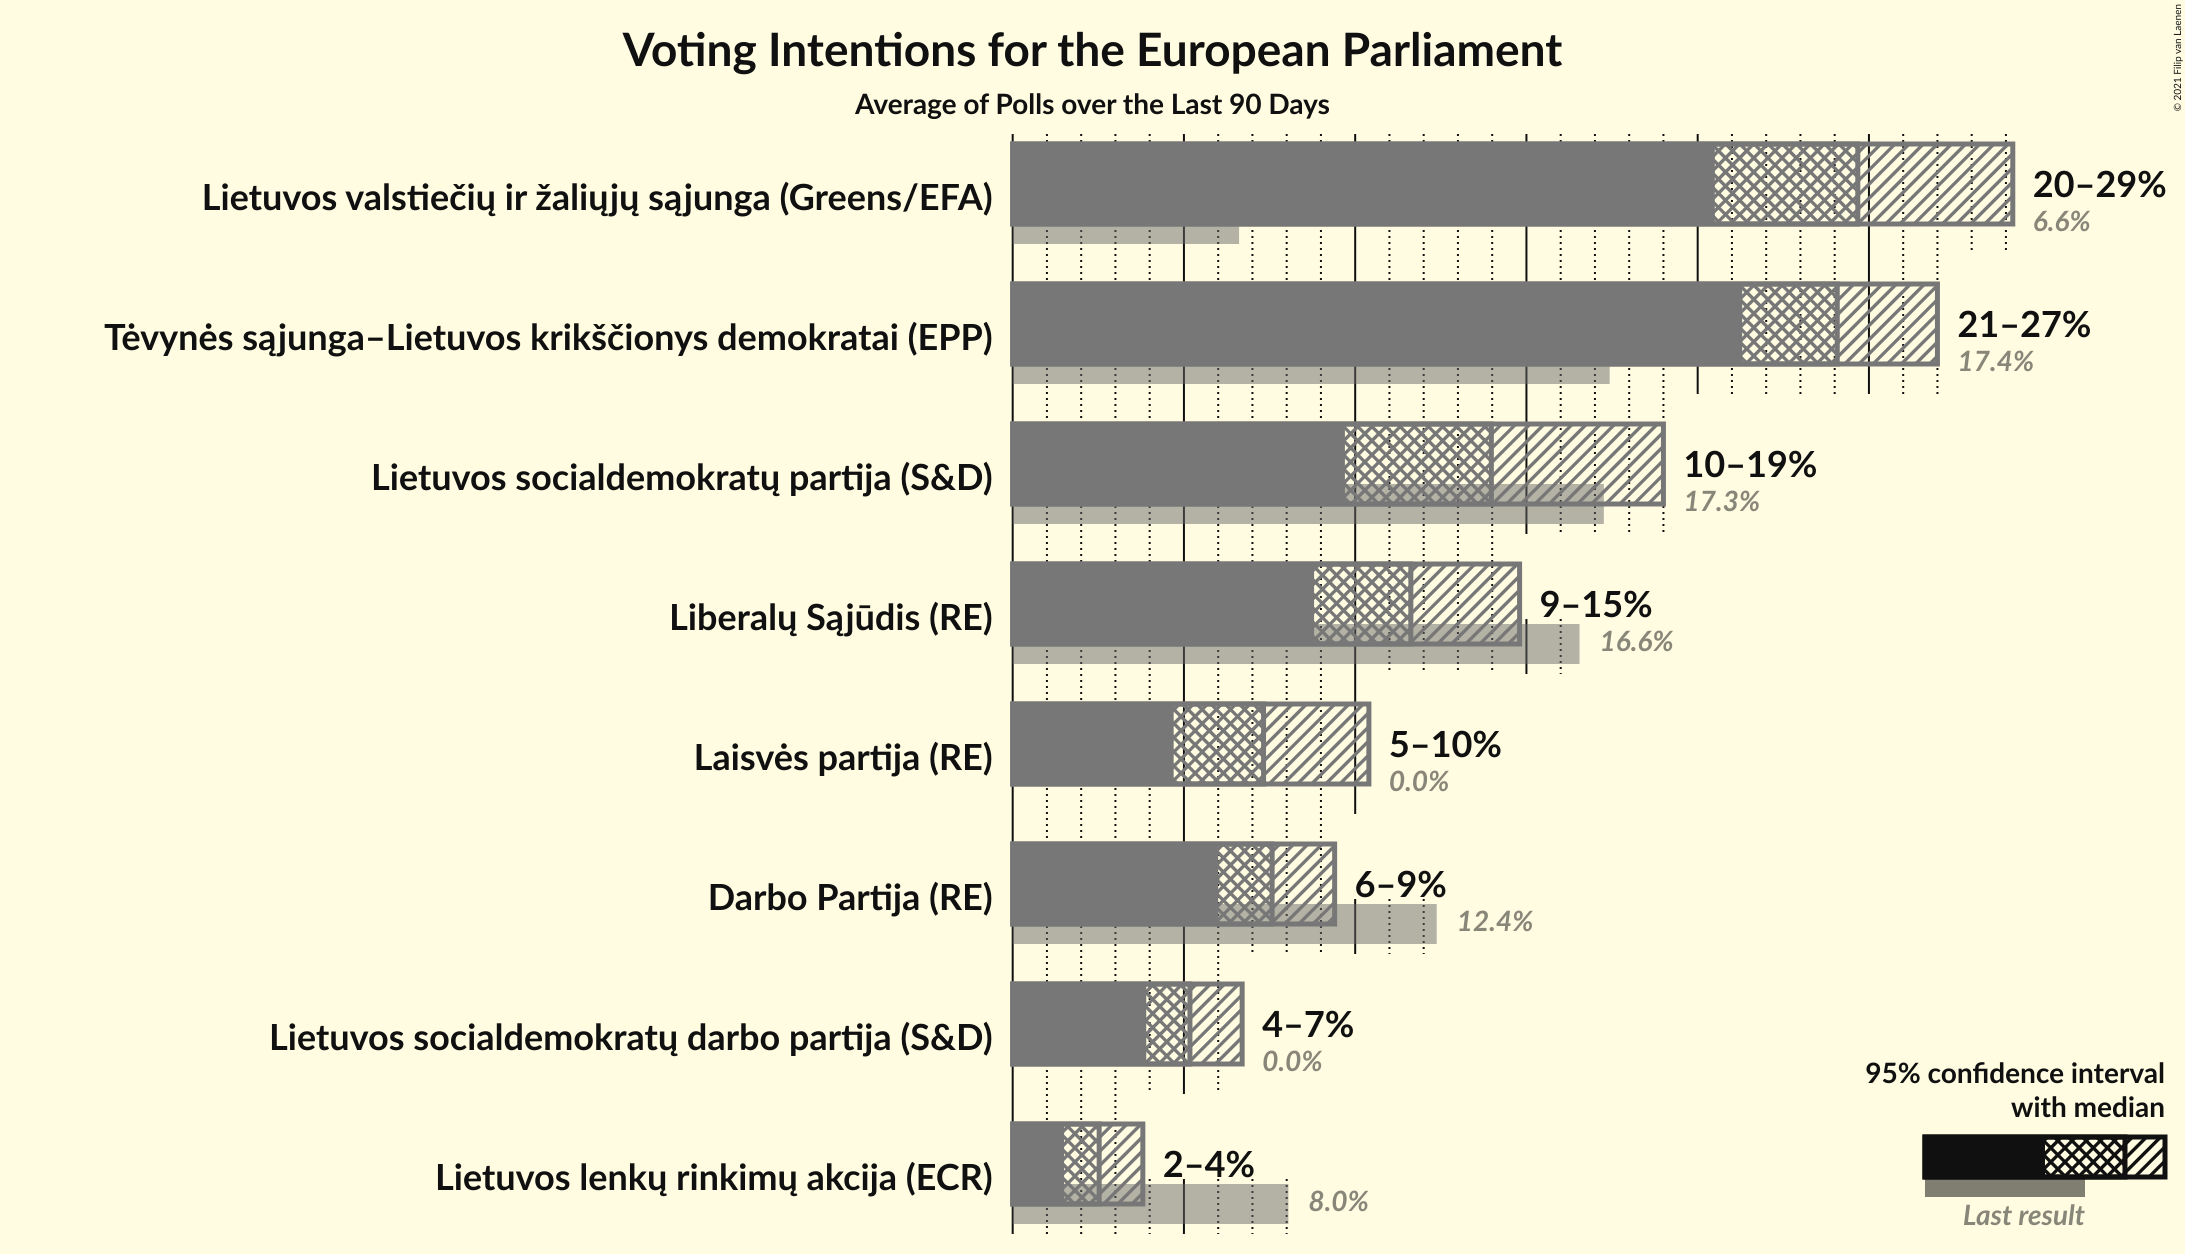 Voting Intentions for the European Parliament
Average of Polls over the Last 90 Days
© 2021 Filip van Laenen
Lietuvos valstiečių ir žaliųjų sąjunga (Greens/EFA)
20–29%
6.6%
Tėvynės sąjunga–Lietuvos krikščionys demokratai (EPP)
21–27%
17.4%
Lietuvos socialdemokratų partija (S&D)
10–19%
17.3%
Liberalų Sąjūdis (RE)
9–15%
16.6%
Laisvės partija (RE)
5–10%
0.0%
Darbo Partija (RE)
6–9%
12.4%
Lietuvos socialdemokratų darbo partija (S&D)
4–7%
0.0%
Lietuvos lenkų rinkimų akcija (ECR)
2–4%
8.0%
95% confidence interval
with median
Last result